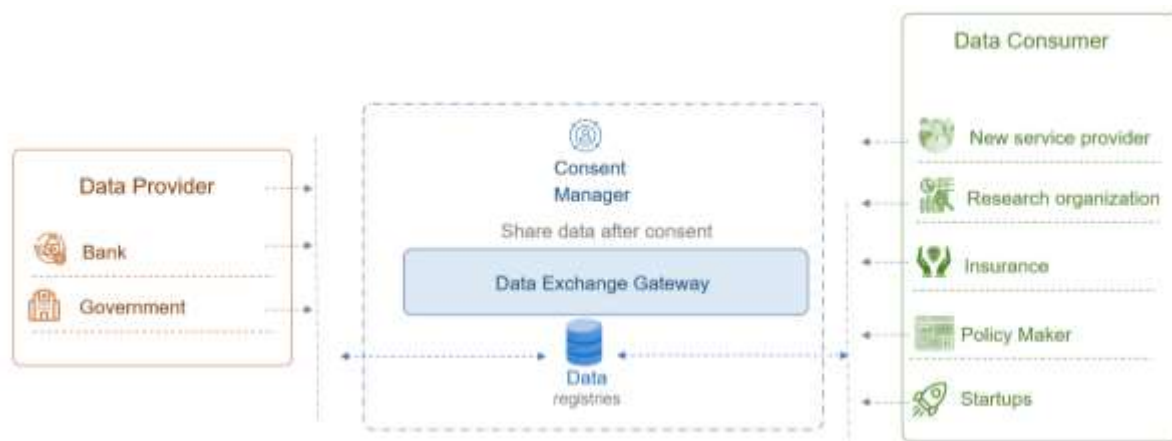 Data Provider
Bank
Government
Consent
Manager
Share data after consent
Data Exchange Gateway
Data
registries
Data Consumer
New service provider
Research organization
Insurance
Policy Maker
Startups